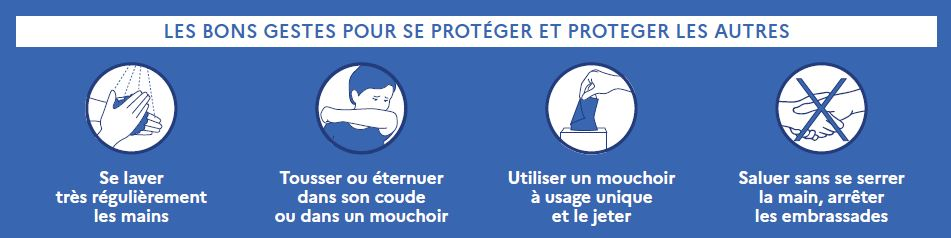 LES BONS GESTES POUR SE PROTÉGER ET PROTEGER LES AUTRES
Se laver
très régulièrement
les mains
Tousser ou éternuer
dans son coude
ou dans un mouchoir
Utiliser un mouchoir
à usage unique
et le jeter
Saluer sans se serrer
la main, arrêter
les embrassades